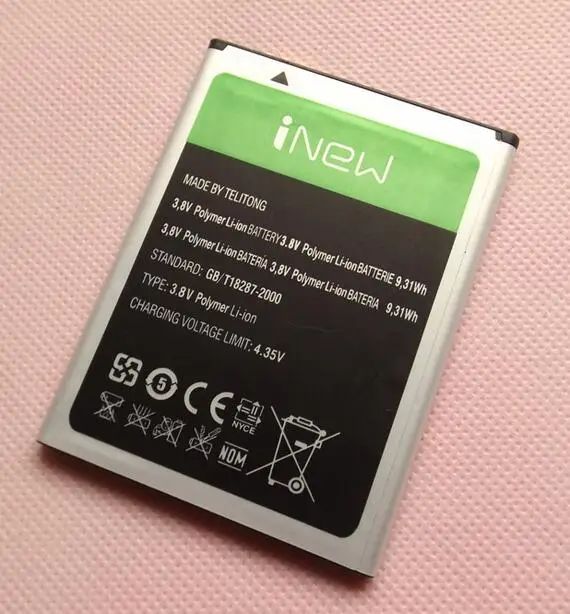 iNew
MADE BY TELITONG
3,8V Polymer Li-ion BATTERY 3.8V Polymer Li-ion BATTERIE 9,31Wh
3,8V Polymer Li-ion BATERÍA 3,8V Polymer Li-ion BATERIA 9,31Wh
STANDARD: GB/T18287-2000
TYPE: 3.8V Polymer Li-ion
CHARGING VOLTAGE LIMIT: 4.35V
5 CE NYCE
NOM